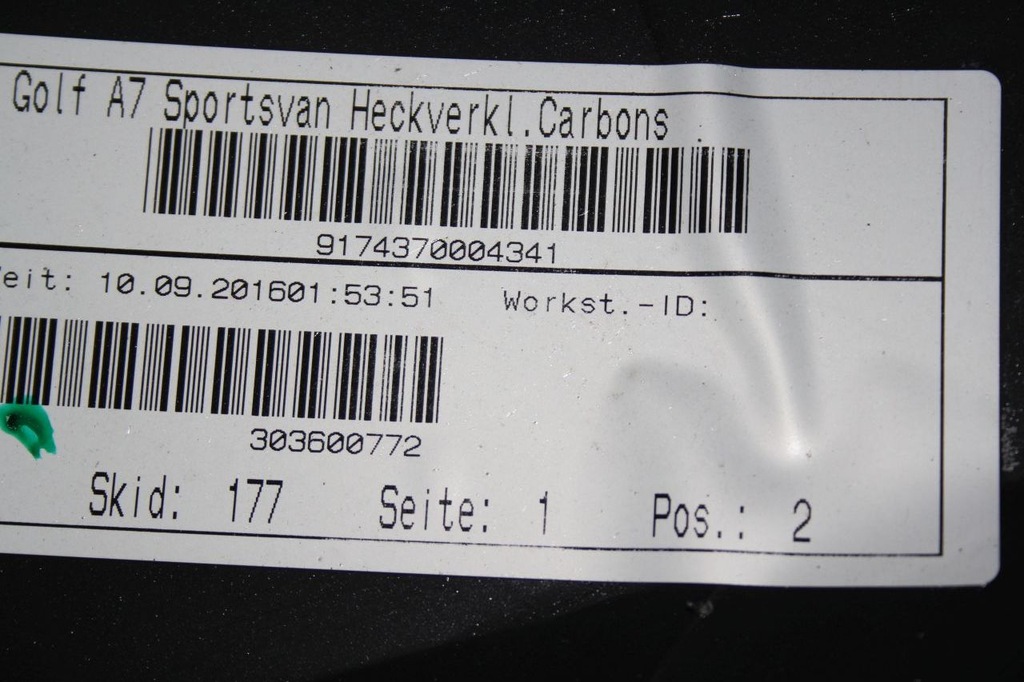 Golf A7 Sportsvan Heckverkl.Carbons
9174370004341
eit: 10.09.201601:53:51 Workst.-ID:
303600772
Skid: 177 Seite: 1 Pos.: 2